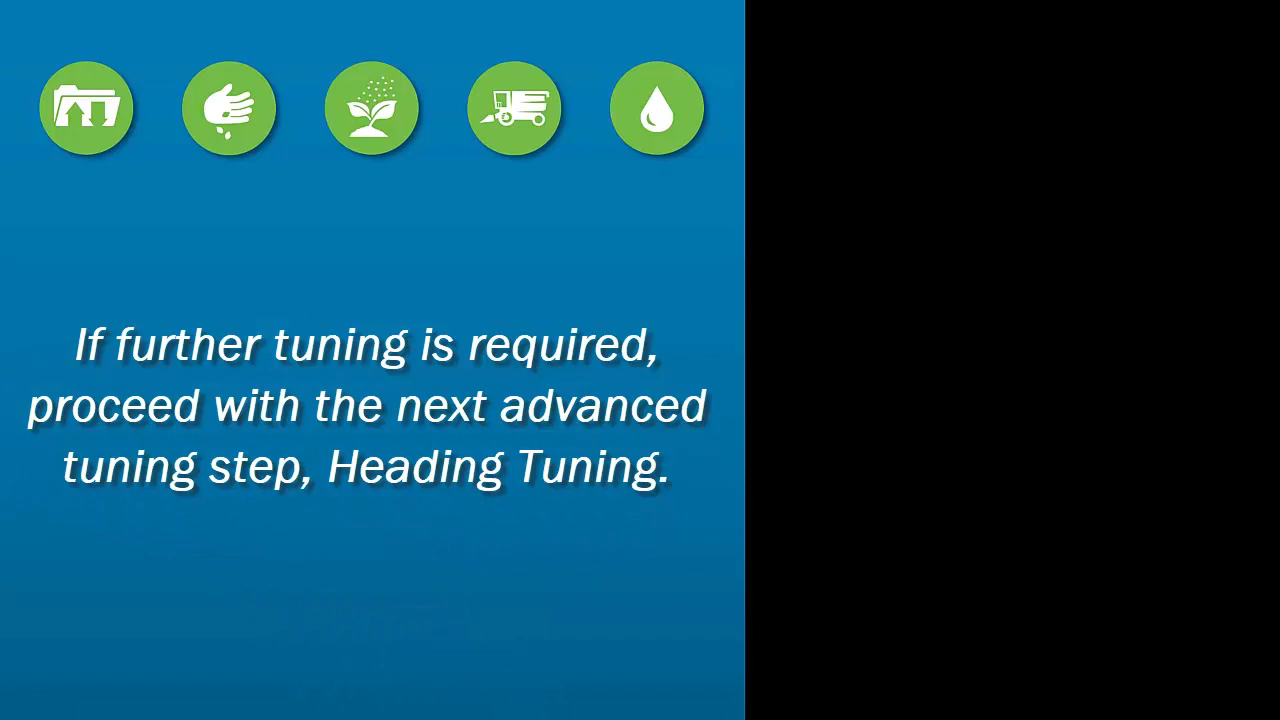 If further tuning is required,
proceed with the next advanced
tuning step, Heading Tuning.